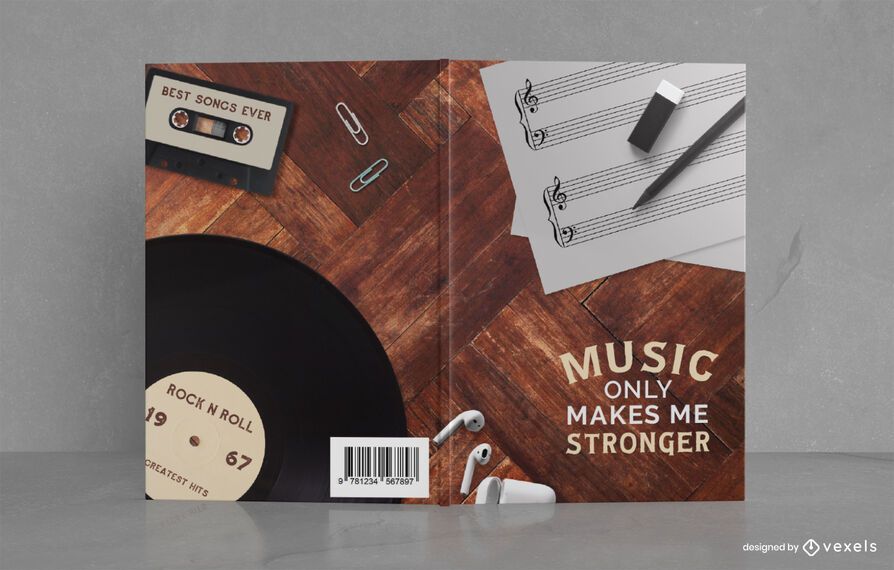 BEST SONGS EVER
ROCK N ROLL
19 67
GREATEST HITS
9 781234 567897
MUSIC
ONLY
MAKES ME
STRONGER
designed by vexels